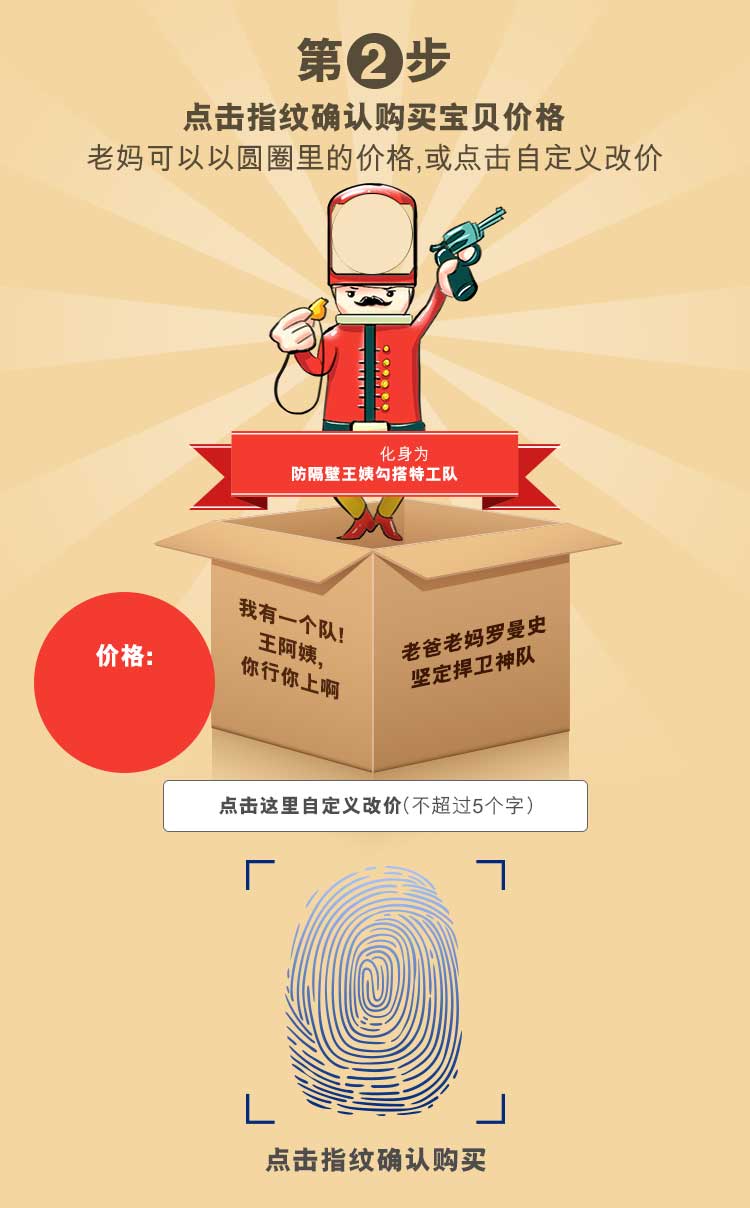 第2步
点击指纹确认购买宝贝价格
老妈可以以圆圈里的价格,或点击自定义改价
化身为
防隔壁王姨勾搭特工队
我有一个队!
王阿姨,
你行你上啊
老爸老妈罗曼史
坚定捍卫神队
价格:
点击这里自定义改价(不超过5个字)
点击指纹确认购买